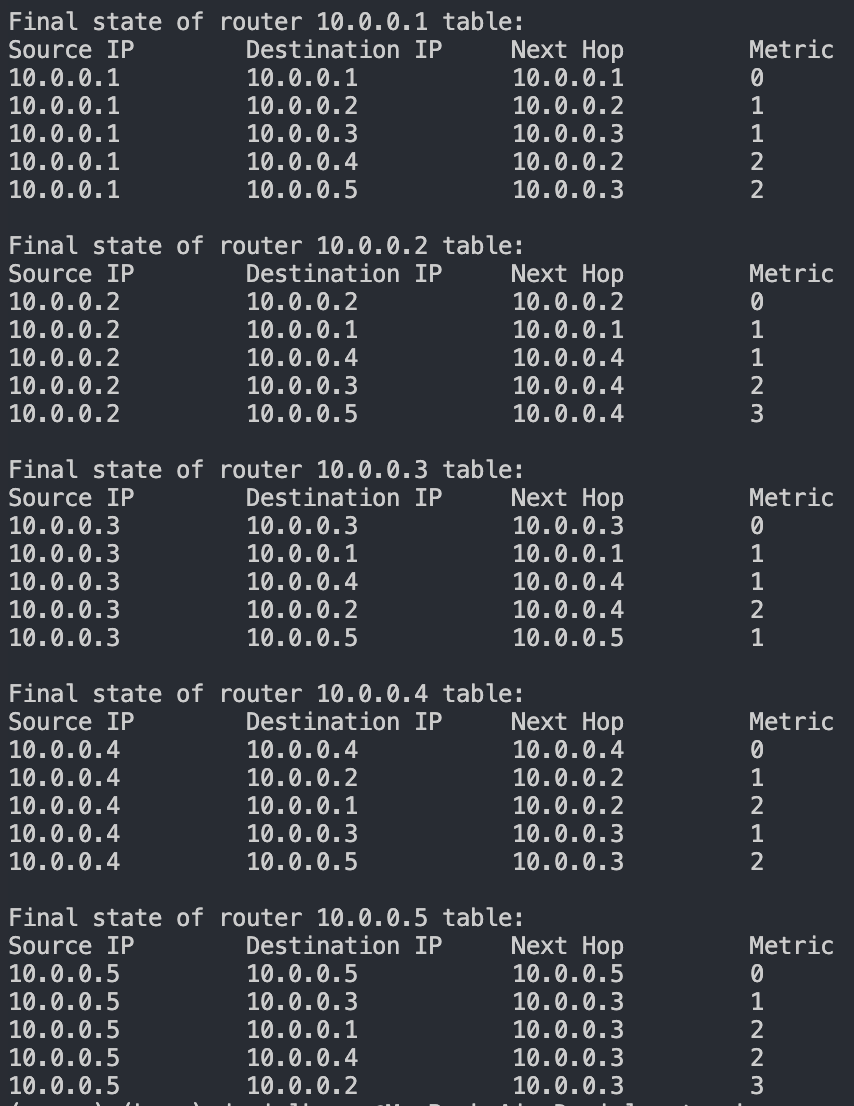 Final state of router 10.0.0.1 table:
Source IP        Destination IP     Next Hop         Metric
10.0.0.1         10.0.0.1           10.0.0.1         0
10.0.0.1         10.0.0.2           10.0.0.2         1
10.0.0.1         10.0.0.3           10.0.0.3         1
10.0.0.1         10.0.0.4           10.0.0.2         2
10.0.0.1         10.0.0.5           10.0.0.3         2

Final state of router 10.0.0.2 table:
Source IP        Destination IP     Next Hop         Metric
10.0.0.2         10.0.0.2           10.0.0.2         0
10.0.0.2         10.0.0.1           10.0.0.1         1
10.0.0.2         10.0.0.4           10.0.0.4         1
10.0.0.2         10.0.0.3           10.0.0.4         2
10.0.0.2         10.0.0.5           10.0.0.4         3

Final state of router 10.0.0.3 table:
Source IP        Destination IP     Next Hop         Metric
10.0.0.3         10.0.0.3           10.0.0.3         0
10.0.0.3         10.0.0.1           10.0.0.1         1
10.0.0.3         10.0.0.4           10.0.0.4         1
10.0.0.3         10.0.0.2           10.0.0.4         2
10.0.0.3         10.0.0.5           10.0.0.5         1

Final state of router 10.0.0.4 table:
Source IP        Destination IP     Next Hop         Metric
10.0.0.4         10.0.0.4           10.0.0.4         0
10.0.0.4         10.0.0.2           10.0.0.2         1
10.0.0.4         10.0.0.1           10.0.0.2         2
10.0.0.4         10.0.0.3           10.0.0.3         1
10.0.0.4         10.0.0.5           10.0.0.3         2

Final state of router 10.0.0.5 table:
Source IP        Destination IP     Next Hop         Metric
10.0.0.5         10.0.0.5           10.0.0.5         0
10.0.0.5         10.0.0.3           10.0.0.3         1
10.0.0.5         10.0.0.1           10.0.0.3         2
10.0.0.5         10.0.0.4           10.0.0.3         2
10.0.0.5         10.0.0.2           10.0.0.3         3